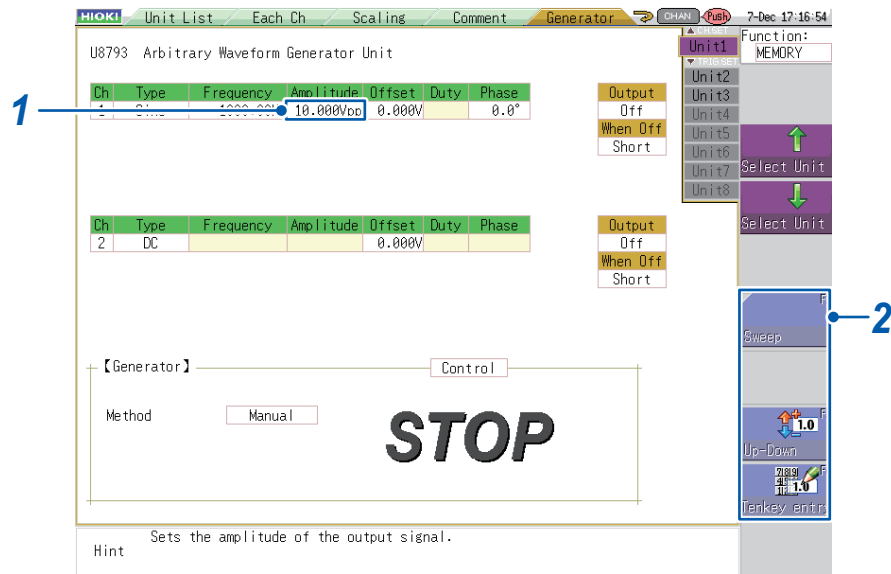 HIOKI Unit List Each Ch Scaling Comment Generator CHAN Push 7-Dec 17:16:54
Function:
MEMORY
CH.SET
Unit1
TRIG.SET
Unit2
Unit3
Unit4
Unit5
Unit6
Unit7
Unit8
Select Unit
Select Unit
U8793 Arbitrary Waveform Generator Unit
Ch Type Frequency Amplitude Offset Duty Phase
10.000Vpp 0.000V 0.0°
Output
Off
When Off
Short
1
Ch Type Frequency Amplitude Offset Duty Phase
2 DC 0.000V
Output
Off
When Off
Short
2
F
Sweep
【Generator】
Control
Method Manual
STOP
1.0 F
Up-Down
1.0 F
Tenkey entr
Hint Sets the amplitude of the output signal.